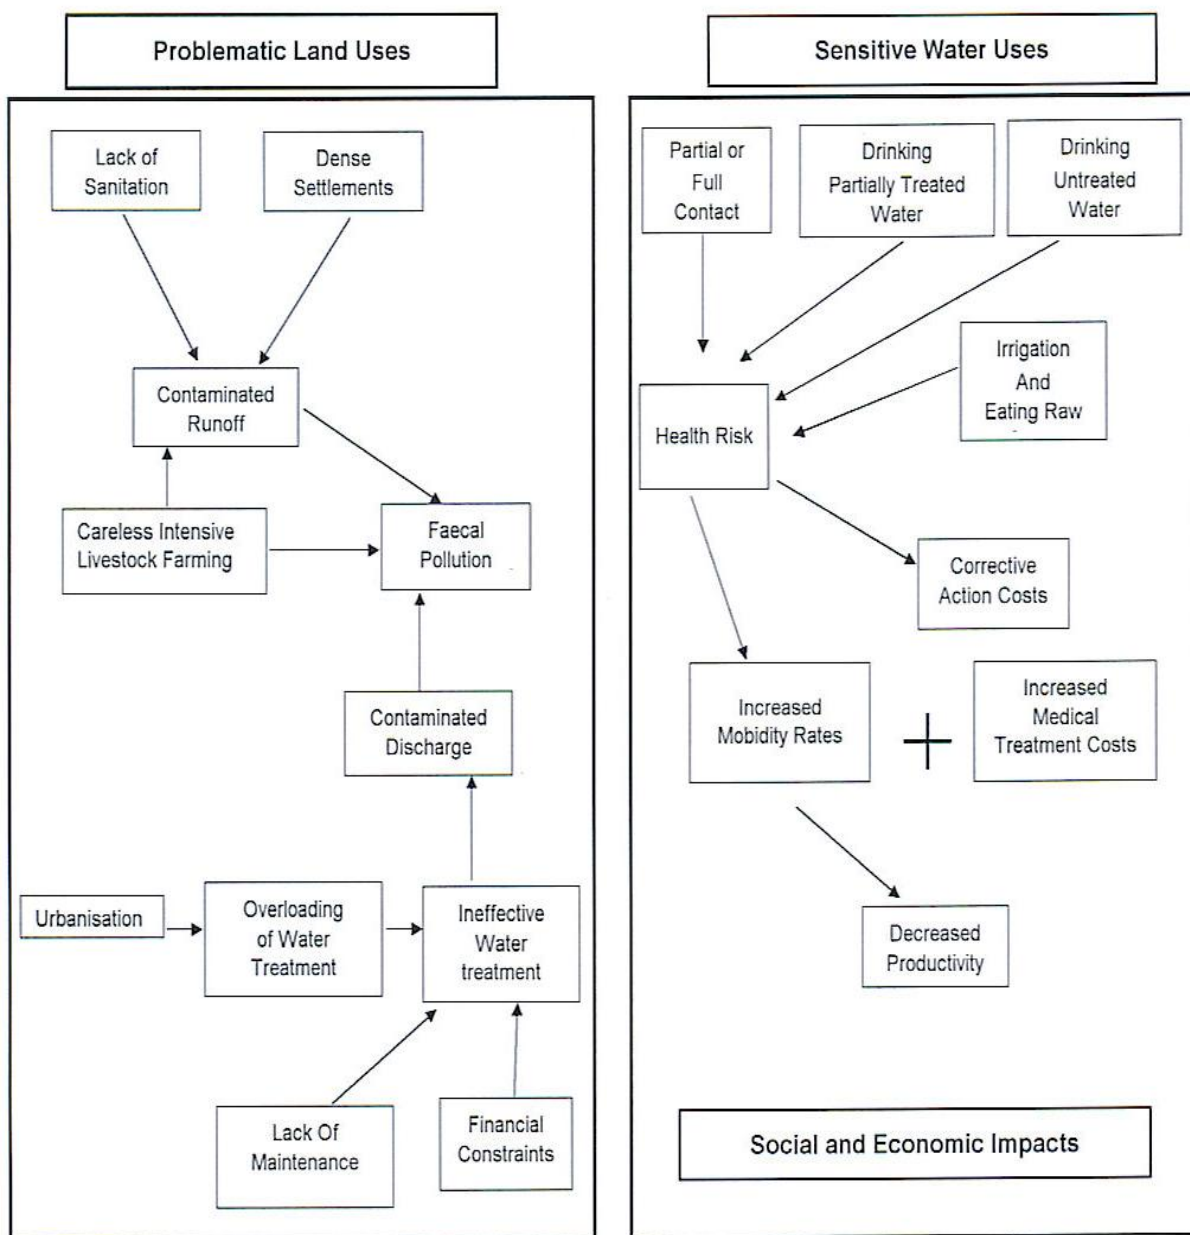 Problematic Land Uses
Lack of
Sanitation
Dense
Settlements
Contaminated
Runoff
Careless Intensive
Livestock Farming
Faecal
Pollution
Contaminated
Discharge
Urbanisation
Overloading
of Water
Treatment
Ineffective
Water
treatment
Lack Of
Maintenance
Financial
Constraints
Sensitive Water Uses
Partial or
Full
Contact
Drinking
Partially Treated
Water
Drinking
Untreated
Water
Irrigation
And
Eating Raw
Health Risk
Corrective
Action Costs
Increased
Mobidity Rates
+
Increased
Medical
Treatment Costs
Decreased
Productivity
Social and Economic Impacts